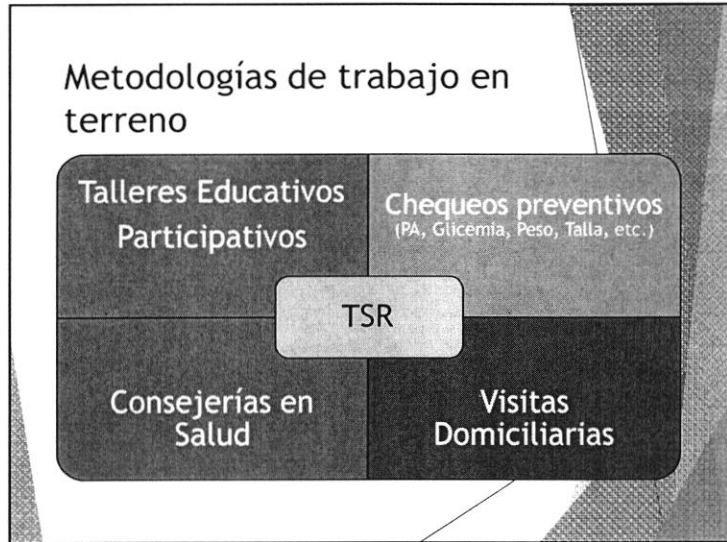 Metodologías de trabajo en
terreno
Talleres Educativos
Participativos
Chequeos preventivos
(PA, Glicemia, Peso, Talla, etc.)
TSR
Consejerías en
Salud
Visitas
Domiciliarias